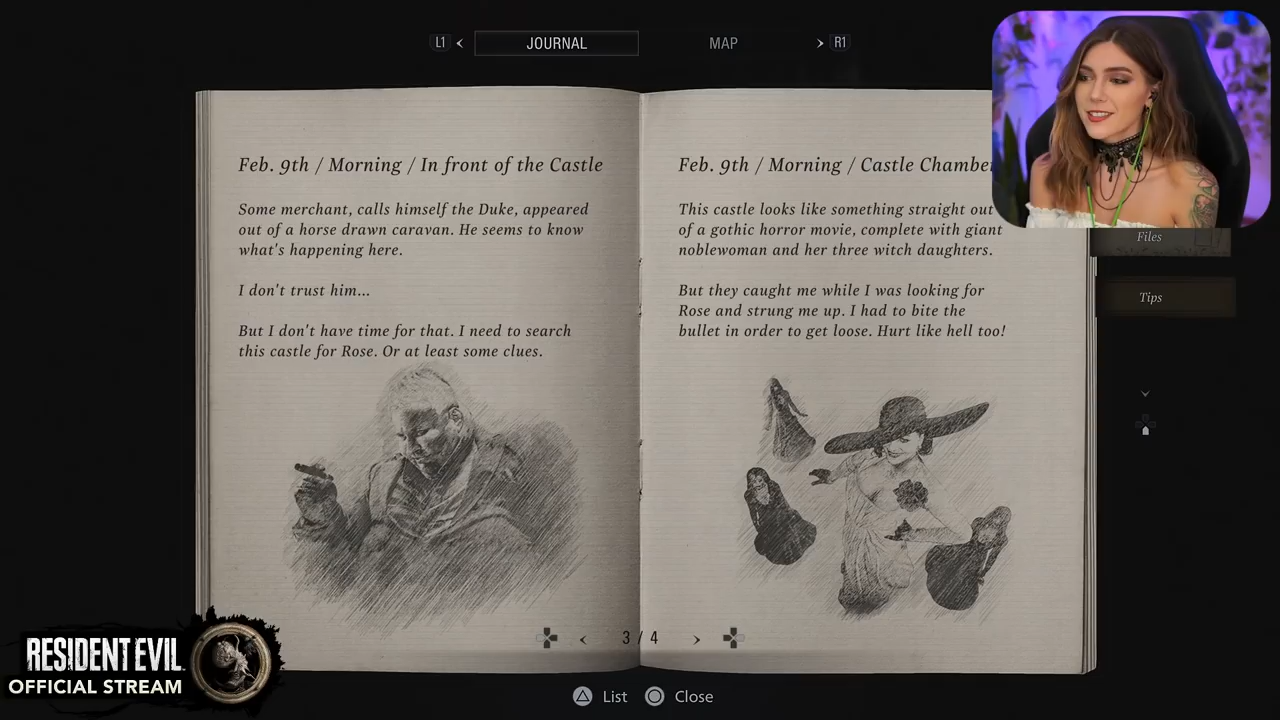 L1
JOURNAL
MAP
R1
Feb. 9th / Morning / In front of the Castle
Some merchant, calls himself the Duke, appeared
out of a horse drawn caravan. He seems to know
what's happening here.
I don't trust him...
But I don't have time for that. I need to search
this castle for Rose. Or at least some clues.
Feb. 9th / Morning / Castle Chamber
This castle looks like something straight out
of a gothic horror movie, complete with giant
noblewoman and her three witch daughters.
But they caught me while I was looking for
Rose and strung me up. I had to bite the
bullet in order to get loose. Hurt like hell too!
Files
Tips
3 / 4
List
Close
RESIDENT EVIL
OFFICIAL STREAM